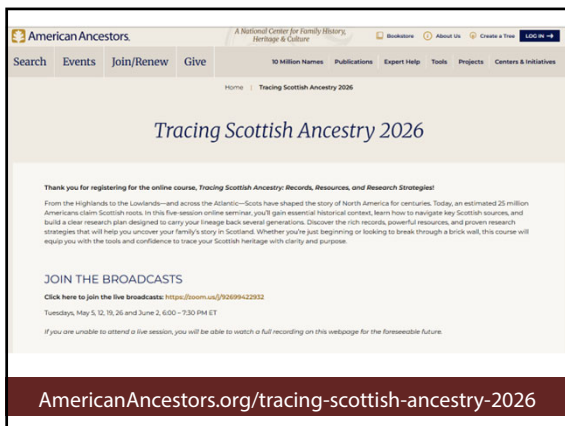 American Ancestors.
A National Center for Family History,
Heritage & Culture
Bookstore About Us Create a Tree LOG IN →
Search Events Join/Renew Give 10 Million Names Publications Expert Help Tools Projects Centers & Initiatives
Home | Tracing Scottish Ancestry 2026
Tracing Scottish Ancestry 2026
Thank you for registering for the online course, Tracing Scottish Ancestry: Records, Resources, and Research Strategies!
From the Highlands to the Lowlands—and across the Atlantic—Scots have shaped the story of North America for centuries. Today, an estimated 25 million
Americans claim Scottish roots. In this five-session online seminar, you'll gain essential historical context, learn how to navigate key Scottish sources, and
build a clear research plan designed to carry your lineage back several generations. Discover the rich records, powerful resources, and proven research
strategies that will help you uncover your family's story in Scotland. Whether you're just beginning or looking to break through a brick wall, this course will
equip you with the tools and confidence to trace your Scottish heritage with clarity and purpose.
JOIN THE BROADCASTS
Click here to join the live broadcasts: https://zoom.us/j/92699422932
Tuesdays, May 5, 12, 19, 26 and June 2, 6:00 – 7:30 PM ET
If you are unable to attend a live session, you will be able to watch a full recording on this webpage for the foreseeable future.
AmericanAncestors.org/tracing-scottish-ancestry-2026